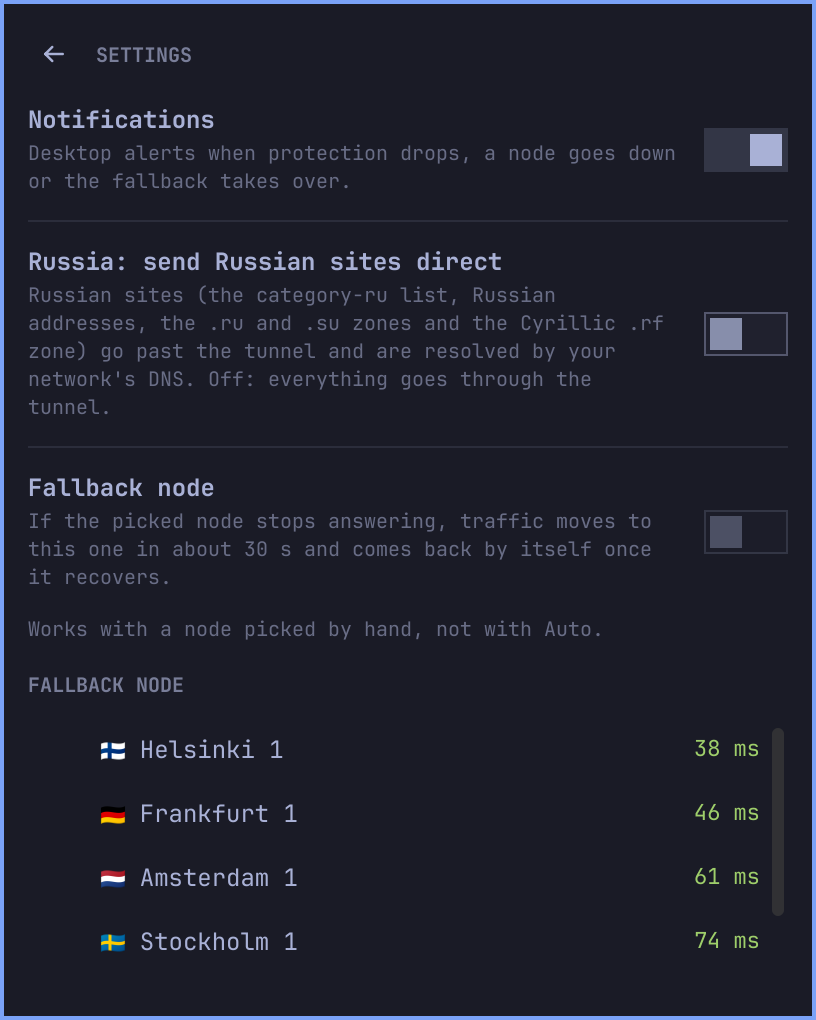 SETTINGS
Notifications
Desktop alerts when protection drops, a node goes down
or the fallback takes over.
Russia: send Russian sites direct
Russian sites (the category-ru list, Russian
addresses, the .ru and .su zones and the Cyrillic .rf
zone) go past the tunnel and are resolved by your
network's DNS. Off: everything goes through the
tunnel.
Fallback node
If the picked node stops answering, traffic moves to
this one in about 30 s and comes back by itself once
it recovers.
Works with a node picked by hand, not with Auto.
FALLBACK NODE
Helsinki 1 38 ms
Frankfurt 1 46 ms
Amsterdam 1 61 ms
Stockholm 1 74 ms